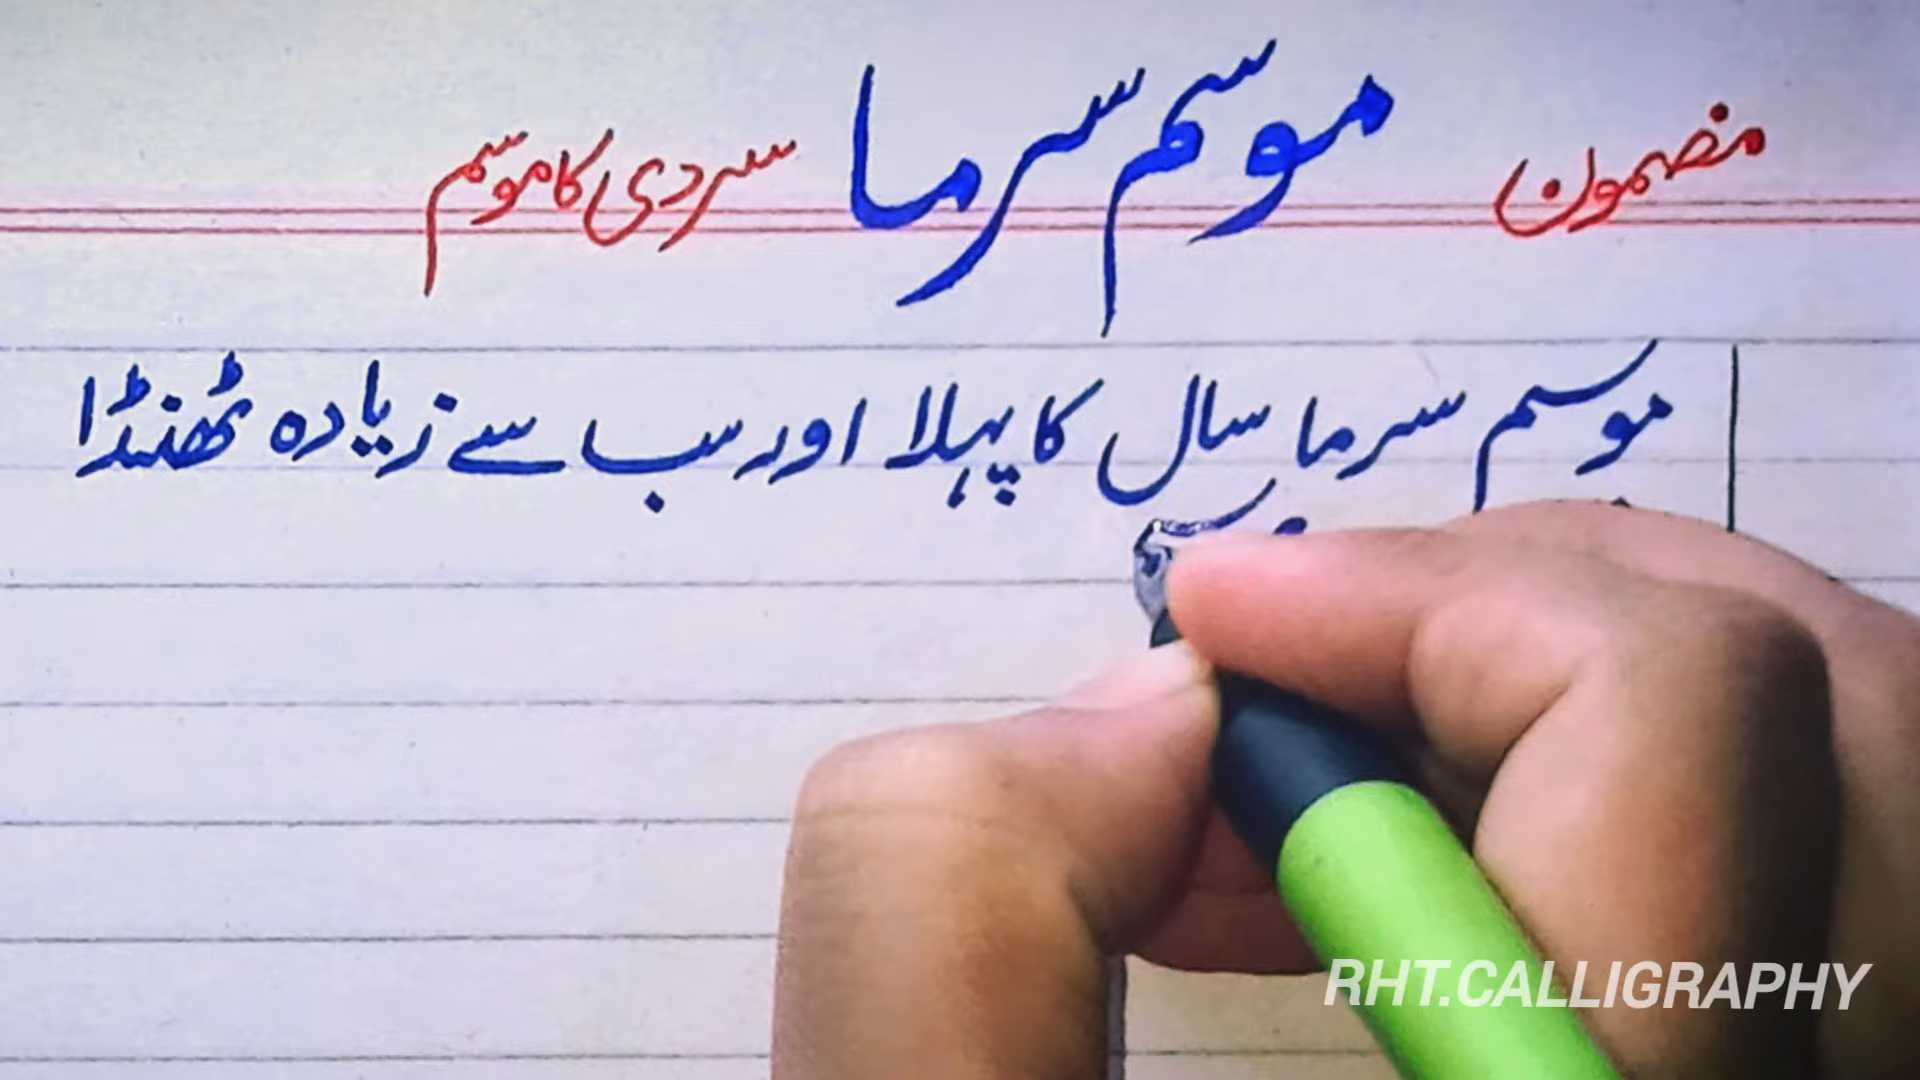 مضمون موسم سرما سردی کا موسم
موسم سرما سال کا پہلا اور سب سے زیادہ ٹھنڈا
RHT.CALLIGRAPHY